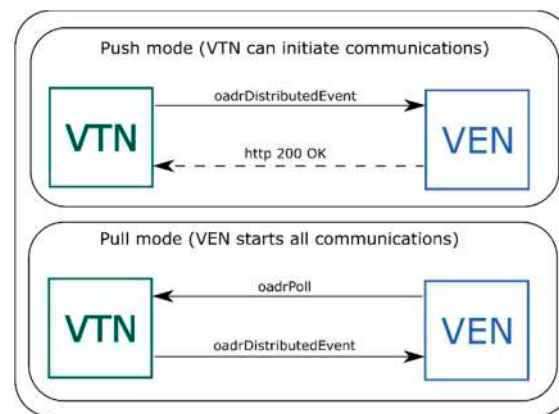 Push mode (VTN can initiate communications)
oadrDistributedEvent
VTN
VEN
http 200 OK
Pull mode (VEN starts all communications)
oadrPoll
VTN
VEN
oadrDistributedEvent